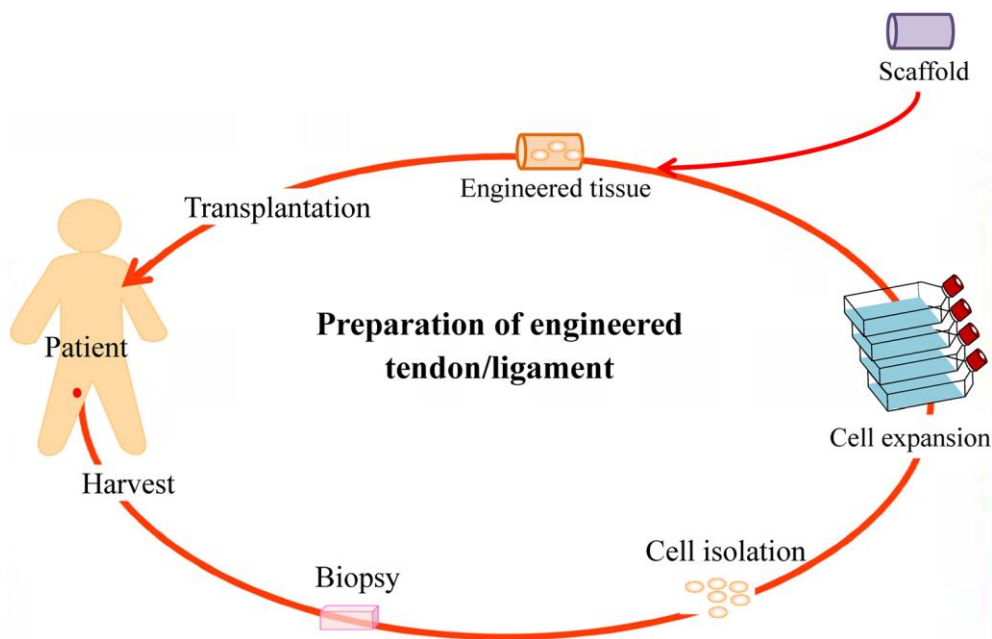 Scaffold
Engineered tissue
Transplantation
Preparation of engineered
tendon/ligament
Patient
Cell expansion
Harvest
Cell isolation
Biopsy